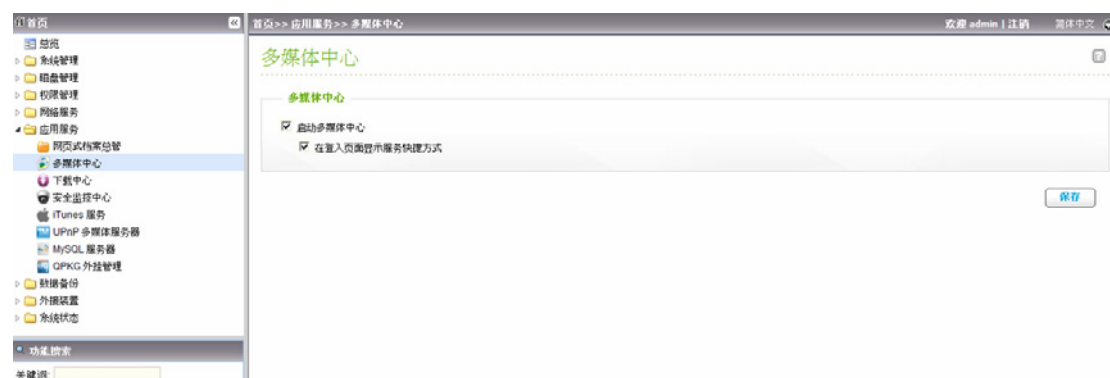 首页
首页>> 应用服务>> 多媒体中心
欢迎 admin | 注销
简体中文
总览
系统管理
磁盘管理
权限管理
网络服务
应用服务
网页式档案总管
多媒体中心
下载中心
安全监控中心
iTunes 服务
UPnP 多媒体服务器
MySQL 服务器
QPKG 外挂管理
数据备份
外接装置
系统状态
功能搜索
关键词:
多媒体中心
多媒体中心
启动多媒体中心
在登入页面显示服务快捷方式
保存